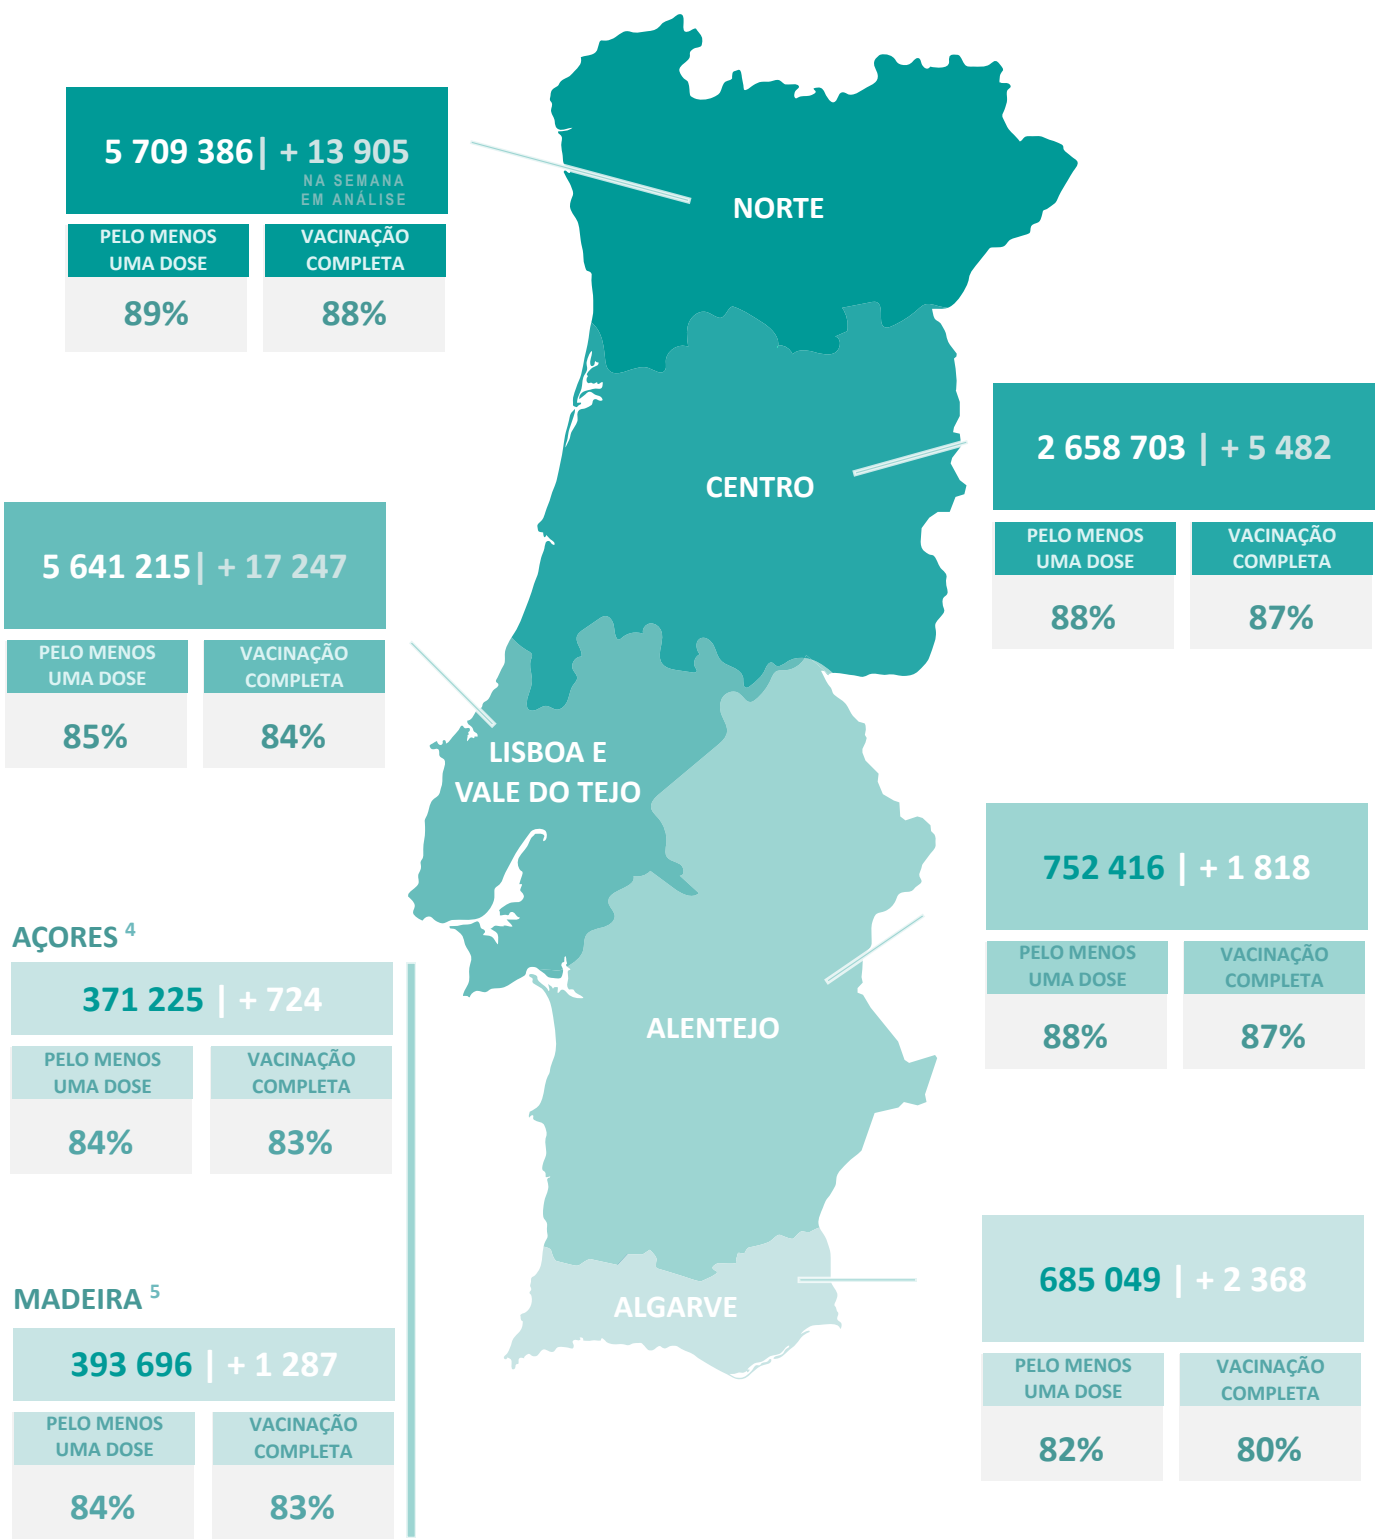 5 709 386| + 13 905
NA SEMANA
EM ANÁLISE
PELO MENOS
UMA DOSE
VACINAÇÃO
COMPLETA
89%
88%
NORTE
2 658 703 | + 5 482
PELO MENOS
UMA DOSE
VACINAÇÃO
COMPLETA
88%
87%
CENTRO
5 641 215| + 17 247
PELO MENOS
UMA DOSE
VACINAÇÃO
COMPLETA
85%
84%
LISBOA E
VALE DO TEJO
752 416 | + 1 818
PELO MENOS
UMA DOSE
VACINAÇÃO
COMPLETA
88%
87%
ALENTEJO
AÇORES 4
371 225 | + 724
PELO MENOS
UMA DOSE
VACINAÇÃO
COMPLETA
84%
83%
685 049 | + 2 368
PELO MENOS
UMA DOSE
VACINAÇÃO
COMPLETA
82%
80%
ALGARVE
MADEIRA 5
393 696 | + 1 287
PELO MENOS
UMA DOSE
VACINAÇÃO
COMPLETA
84%
83%